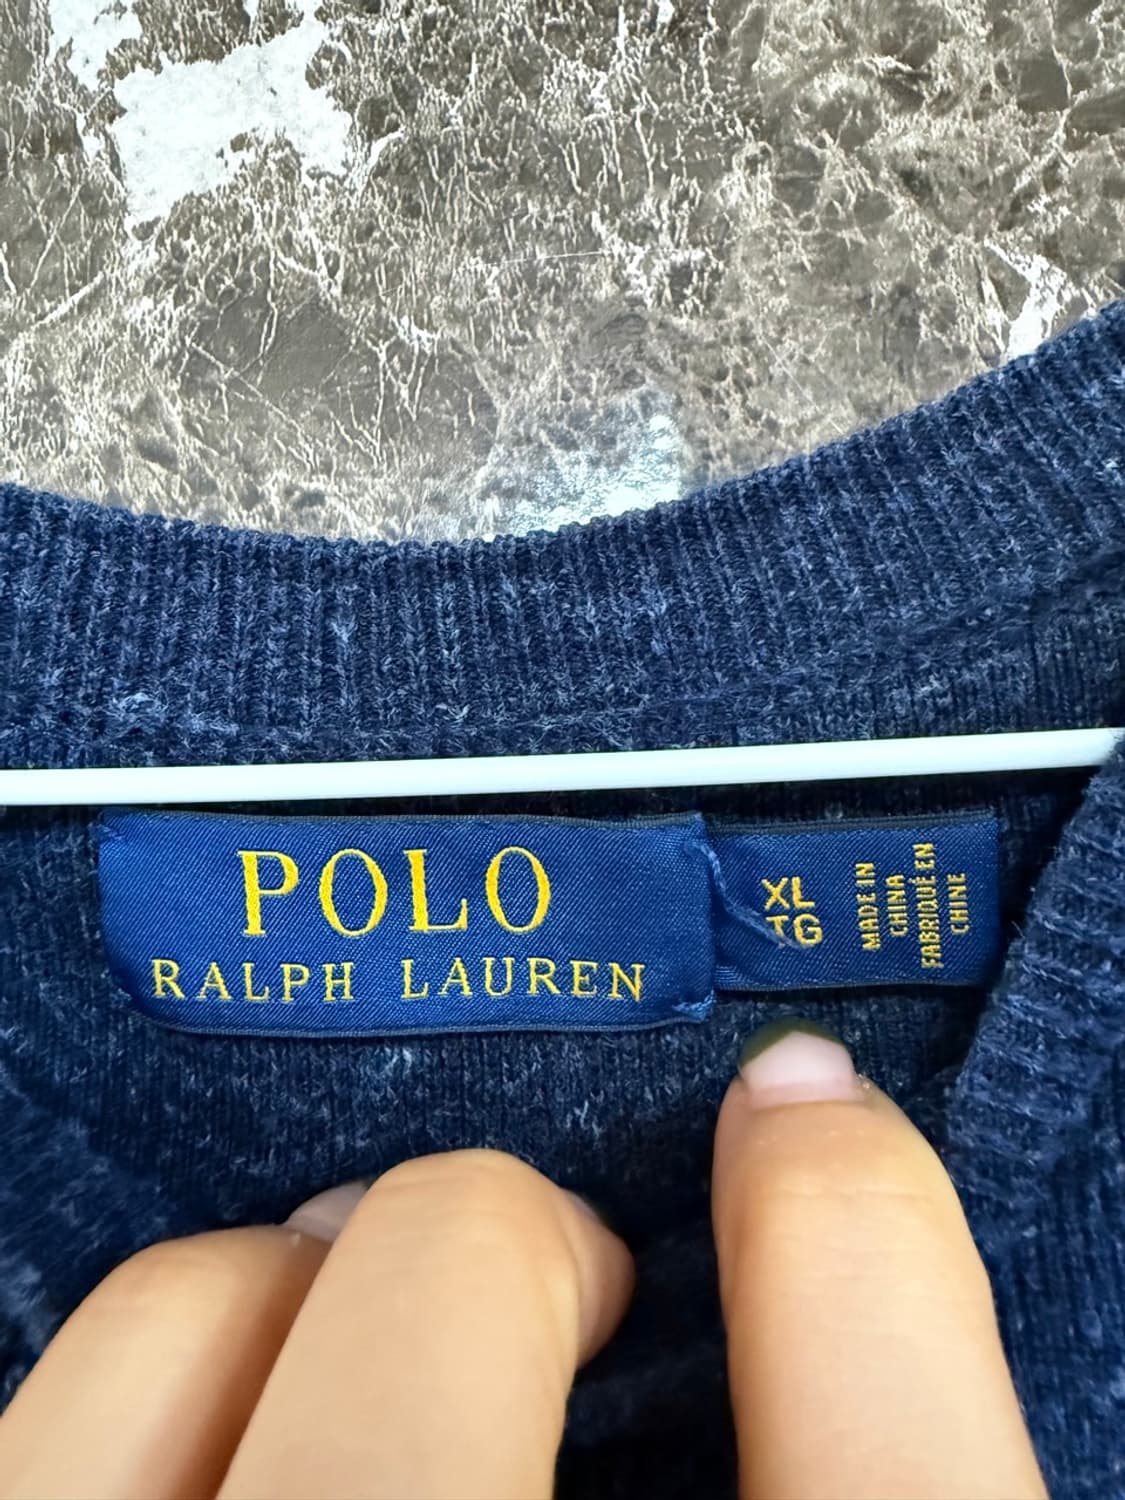 POLO
RALPH LAUREN
XL
TG
MADE IN
CHINA
FABRIQUÉ EN
CHINE